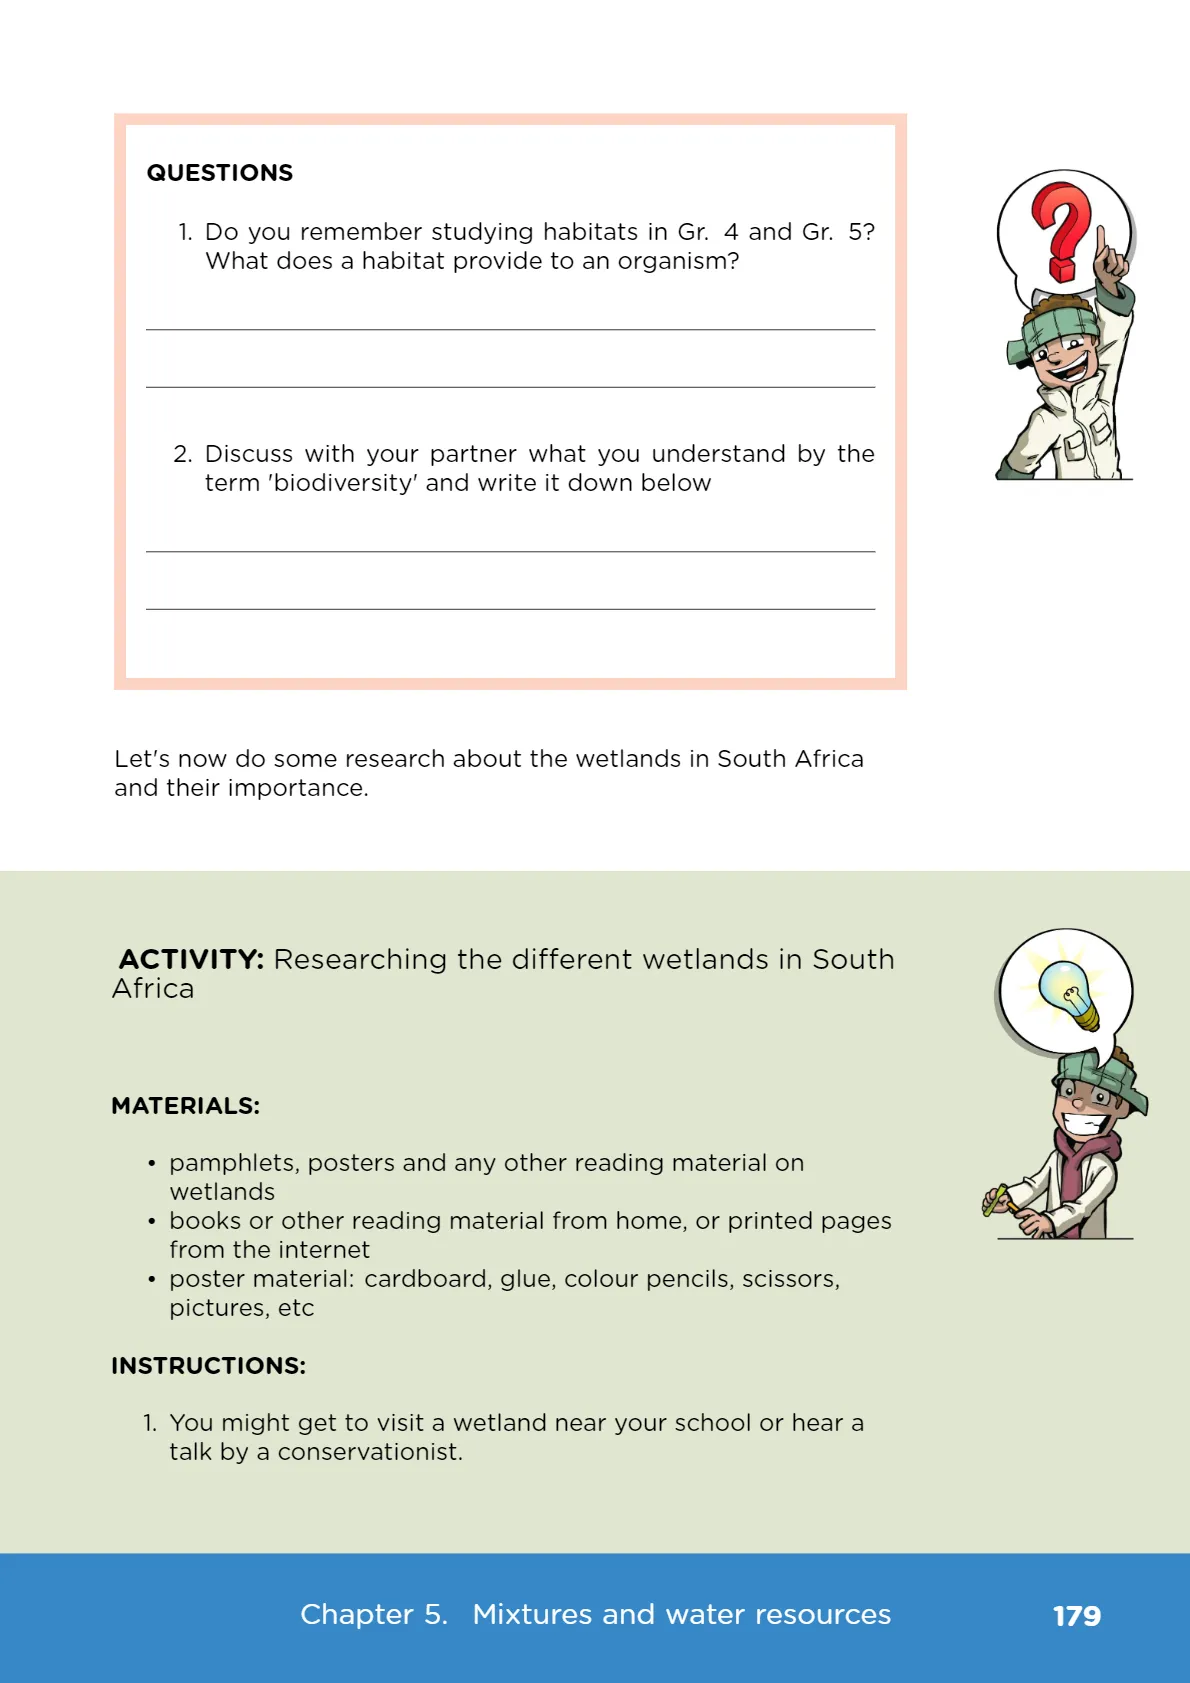 QUESTIONS
1. Do you remember studying habitats in Gr. 4 and Gr. 5?
What does a habitat provide to an organism?
2. Discuss with your partner what you understand by the
term 'biodiversity' and write it down below
Let's now do some research about the wetlands in South Africa
and their importance.
ACTIVITY: Researching the different wetlands in South
Africa
MATERIALS:
• pamphlets, posters and any other reading material on
wetlands
• books or other reading material from home, or printed pages
from the internet
• poster material: cardboard, glue, colour pencils, scissors,
pictures, etc
INSTRUCTIONS:
1. You might get to visit a wetland near your school or hear a
talk by a conservationist.
Chapter 5. Mixtures and water resources 179